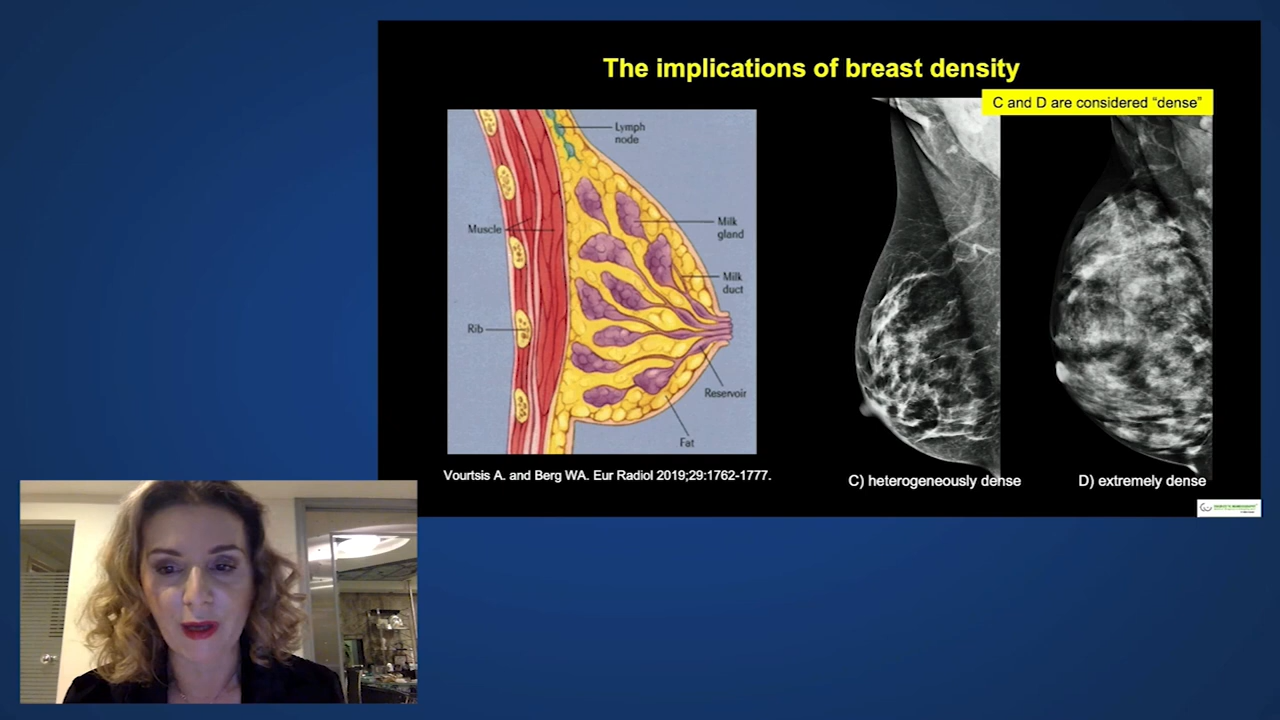 The implications of breast density
C and D are considered “dense”
Lymph
node
Milk
gland
Muscle
Milk
duct
Rib
Reservoir
Fat
Vourtsis A. and Berg WA. Eur Radiol 2019;29:1762-1777.
C) heterogeneously dense
D) extremely dense